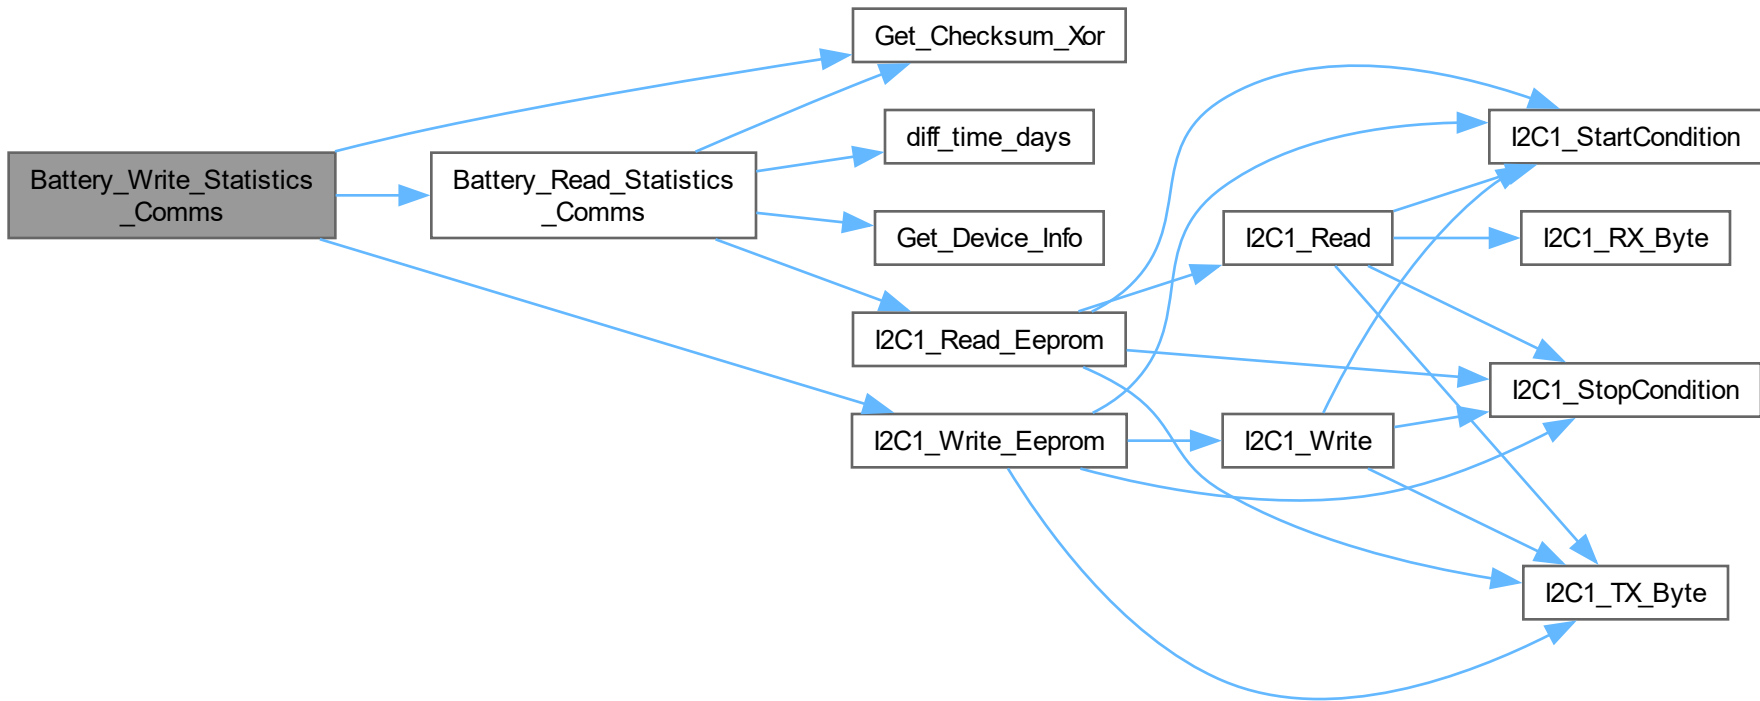 Battery_Write_Statistics
_Comms
Battery_Read_Statistics
_Comms
Get_Checksum_Xor
diff_time_days
Get_Device_Info
I2C1_Read_Eeprom
I2C1_Write_Eeprom
I2C1_Read
I2C1_Write
I2C1_StartCondition
I2C1_RX_Byte
I2C1_StopCondition
I2C1_TX_Byte